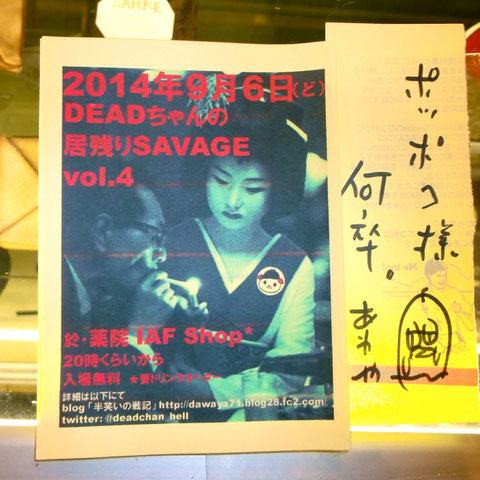 SAMPLE
2014年9月6日(ど)
DEADちゃんの
居残りSAVAGE
vol.4
於・薬院 IAF Shop*
20時くらいから
入場無料 ★要ドリンクオーダー
詳細は以下にて
blog「半笑いの戦記」http://dawaya71.blog28.fc2.com/
twitter: @deadchan_hell
ポッポコ様へ
何卒。